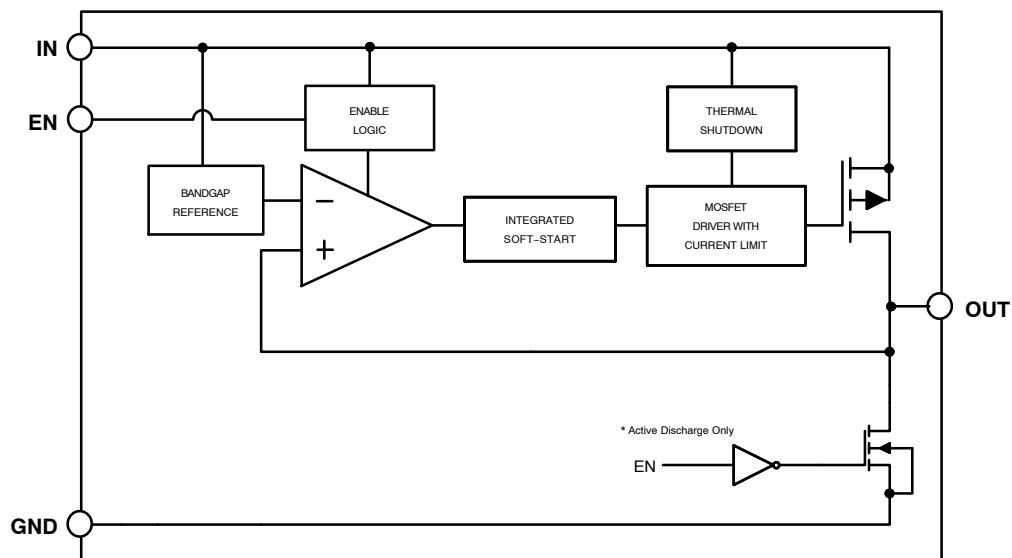 IN
EN
ENABLE
LOGIC
THERMAL
SHUTDOWN
BANDGAP
REFERENCE
−
+
INTEGRATED
SOFT−START
MOSFET
DRIVER WITH
CURRENT LIMIT
OUT
* Active Discharge Only
EN
GND